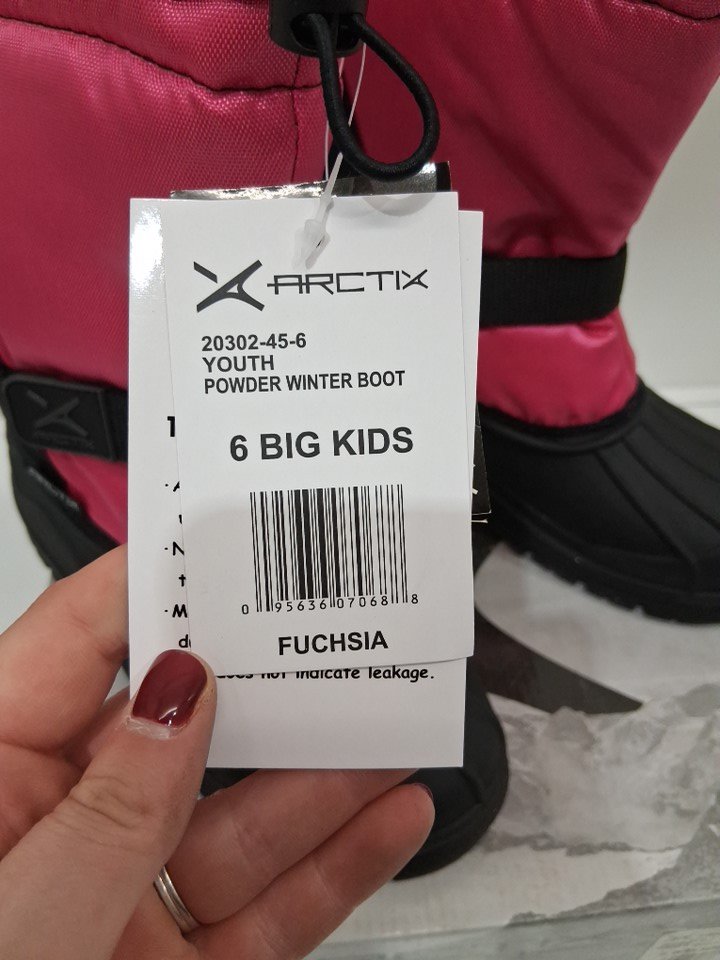 ARCTIX
20302-45-6
YOUTH
POWDER WINTER BOOT
6 BIG KIDS
0 95636 07068 8
FUCHSIA
not indicate leakage.